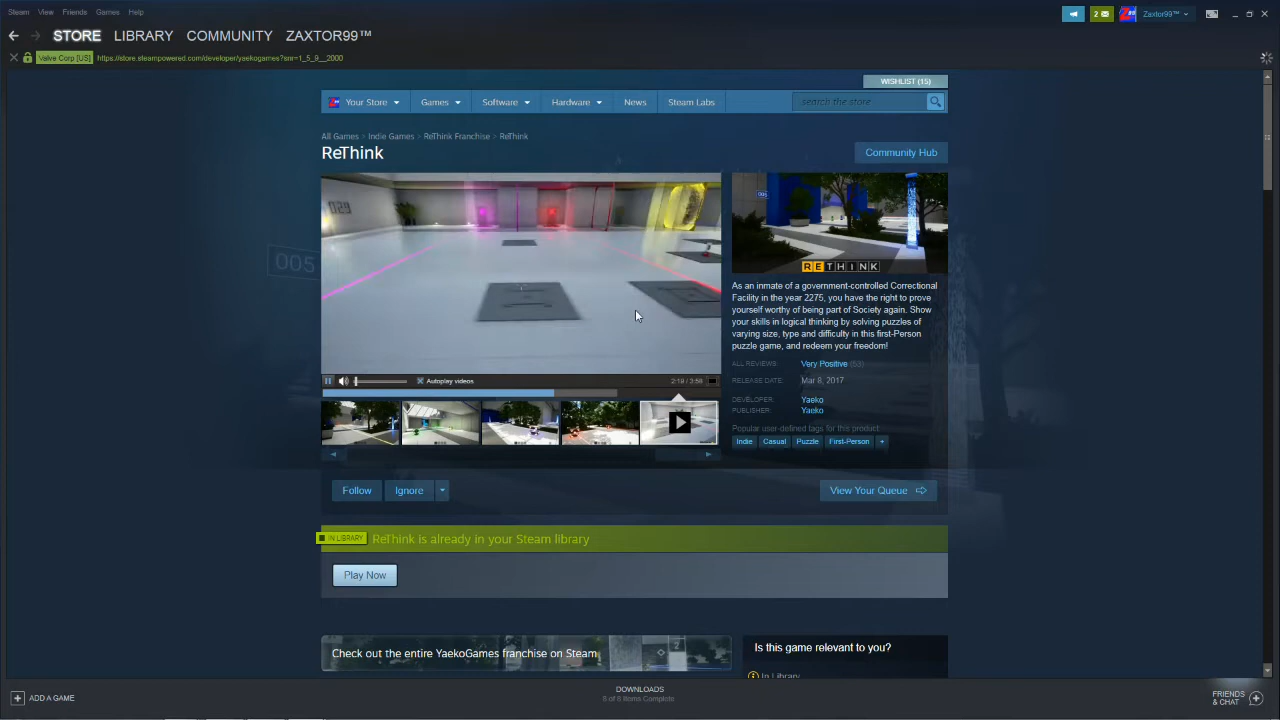 Steam View Friends Games Help
2 Zaxtor99™
STORE LIBRARY COMMUNITY ZAXTOR99™
Valve Corp [US] https://store.steampowered.com/developer/yaekogames?snr=1_5_9__2000
WISHLIST (15)
Your Store Games Software Hardware News Steam Labs search the store
All Games > Indie Games > ReThink Franchise > ReThink
ReThink
Community Hub
005
RETHINK
005
As an inmate of a government-controlled Correctional
Facility in the year 2275, you have the right to prove
yourself worthy of being part of Society again. Show
your skills in logical thinking by solving puzzles of
varying size, type and difficulty in this first-Person
puzzle game, and redeem your freedom!
ALL REVIEWS: Very Positive (53)
RELEASE DATE: Mar 8, 2017
DEVELOPER: Yaeko
PUBLISHER: Yaeko
Popular user-defined tags for this product:
Indie Casual Puzzle First-Person +
Autoplay videos
Follow Ignore View Your Queue
IN LIBRARY ReThink is already in your Steam library
Play Now
Check out the entire YaekoGames franchise on Steam
Is this game relevant to you?
In Library
ADD A GAME
DOWNLOADS
FRIENDS
& CHAT